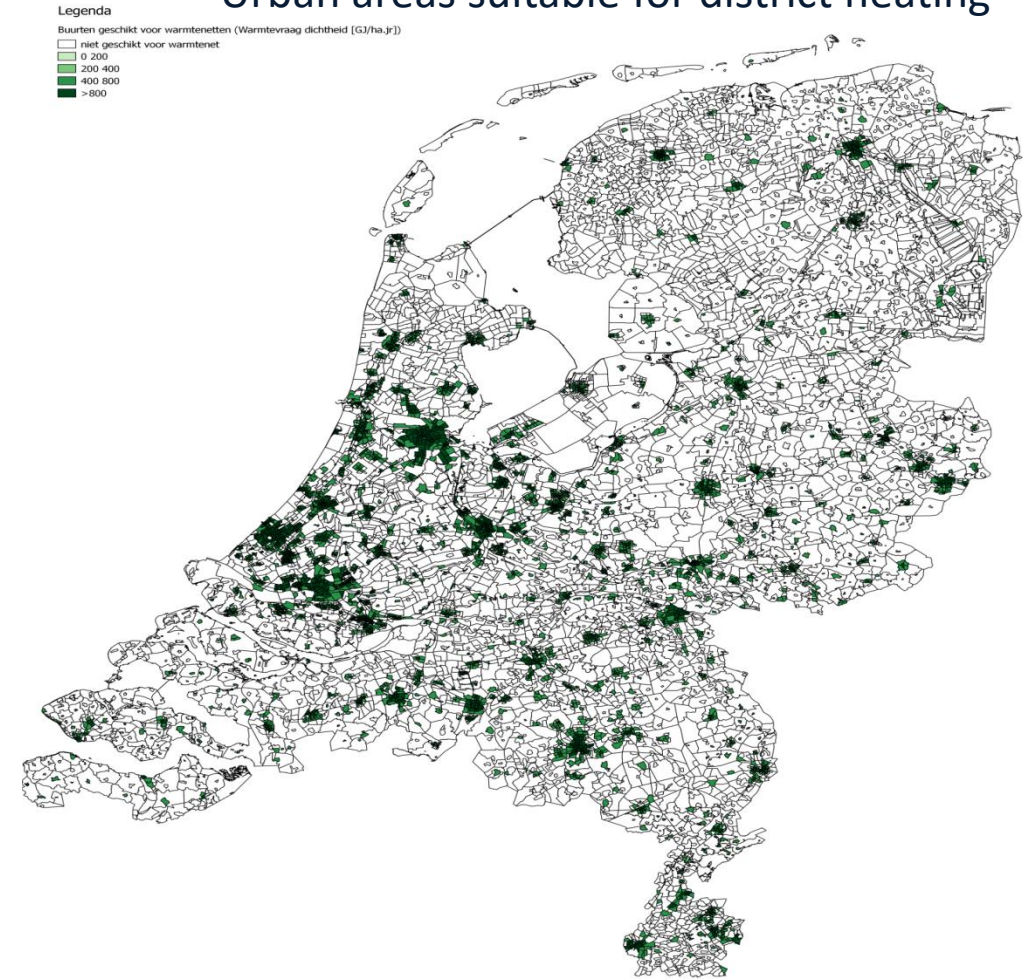 Urban areas suitable for district heating
Legenda
Buurten geschikt voor warmtenetten (Warmtevraag dichtheid [GJ/ha.jr])
niet geschikt voor warmtenet
0 200
200 400
400 800
>800